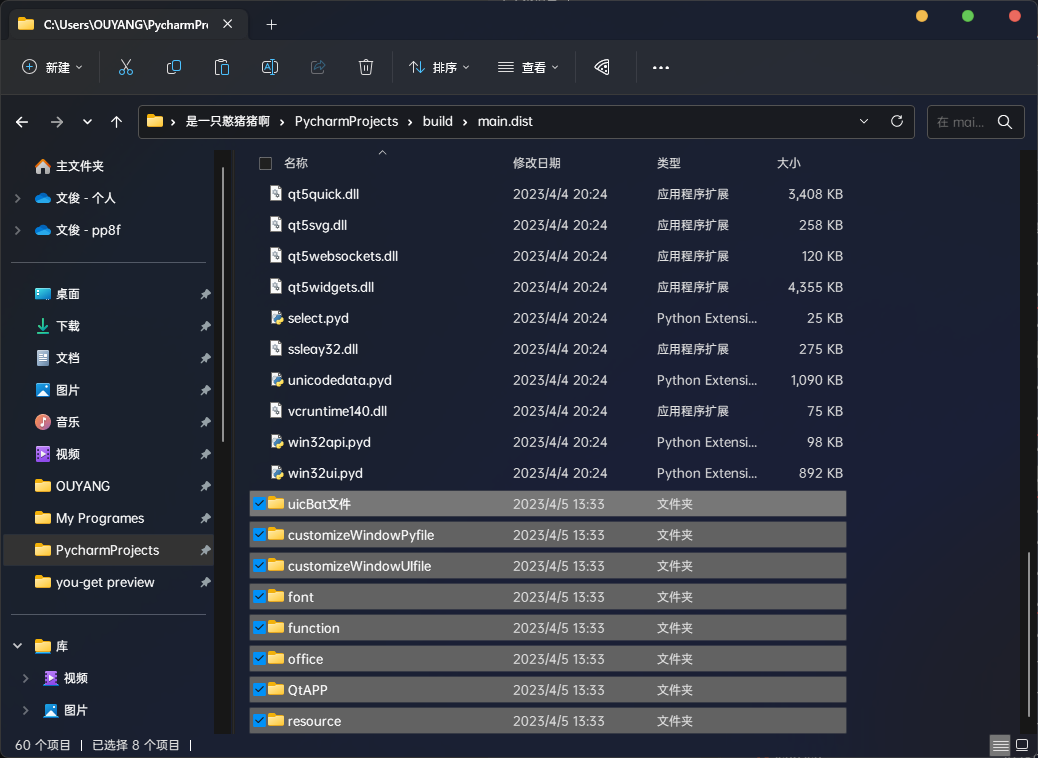 C:\Users\OUYANG\PycharmPr
新建
排序
查看
是一只憨猪猪啊 › PycharmProjects › build › main.dist
在 mai...
主文件夹
文俊 - 个人
文俊 - pp8f
桌面
下载
文档
图片
音乐
视频
OUYANG
My Programes
PycharmProjects
you-get preview
库
视频
图片
名称 修改日期 类型 大小
qt5quick.dll 2023/4/4 20:24 应用程序扩展 3,408 KB
qt5svg.dll 2023/4/4 20:24 应用程序扩展 258 KB
qt5websockets.dll 2023/4/4 20:24 应用程序扩展 120 KB
qt5widgets.dll 2023/4/4 20:24 应用程序扩展 4,355 KB
select.pyd 2023/4/4 20:24 Python Extensi... 25 KB
ssleay32.dll 2023/4/4 20:24 应用程序扩展 275 KB
unicodedata.pyd 2023/4/4 20:24 Python Extensi... 1,090 KB
vcruntime140.dll 2023/4/4 20:24 应用程序扩展 75 KB
win32api.pyd 2023/4/4 20:24 Python Extensi... 98 KB
win32ui.pyd 2023/4/4 20:24 Python Extensi... 892 KB
uicBat文件 2023/4/5 13:33 文件夹
customizeWindowPyfile 2023/4/5 13:33 文件夹
customizeWindowUIfile 2023/4/5 13:33 文件夹
font 2023/4/5 13:33 文件夹
function 2023/4/5 13:33 文件夹
office 2023/4/5 13:33 文件夹
QtAPP 2023/4/5 13:33 文件夹
resource 2023/4/5 13:33 文件夹
60 个项目 | 已选择 8 个项目 |